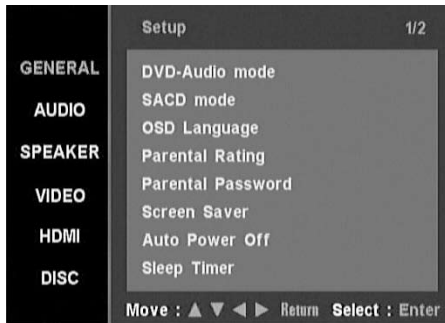 Setup 1/2
GENERAL
AUDIO
SPEAKER
VIDEO
HDMI
DISC
DVD-Audio mode
SACD mode
OSD Language
Parental Rating
Parental Password
Screen Saver
Auto Power Off
Sleep Timer
Move : ▲ ▼ ◀ ▶ Return Select : Enter